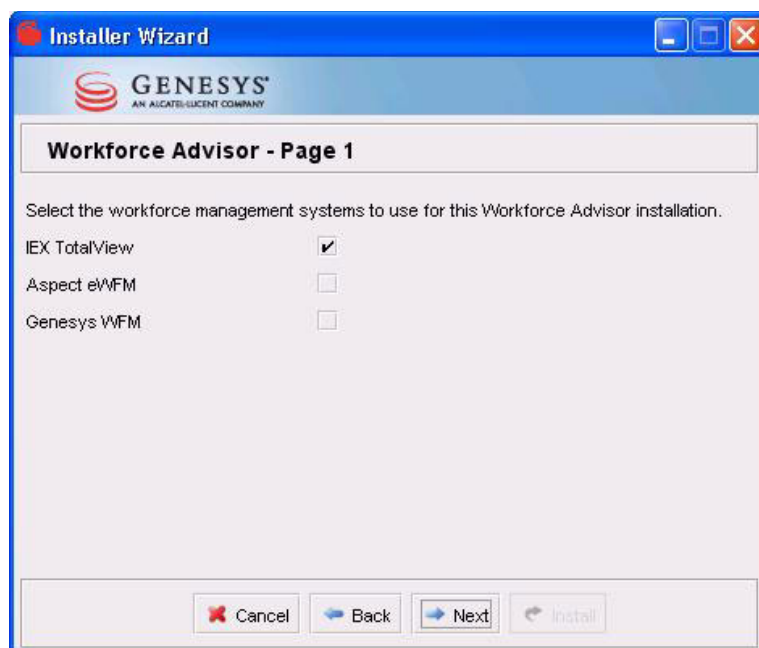 Installer Wizard
GENESYS
AN ALCATEL-LUCENT COMPANY
Workforce Advisor - Page 1
Select the workforce management systems to use for this Workforce Advisor installation.
IEX TotalView
Aspect eWFM
Genesys WFM
Cancel Back Next Install